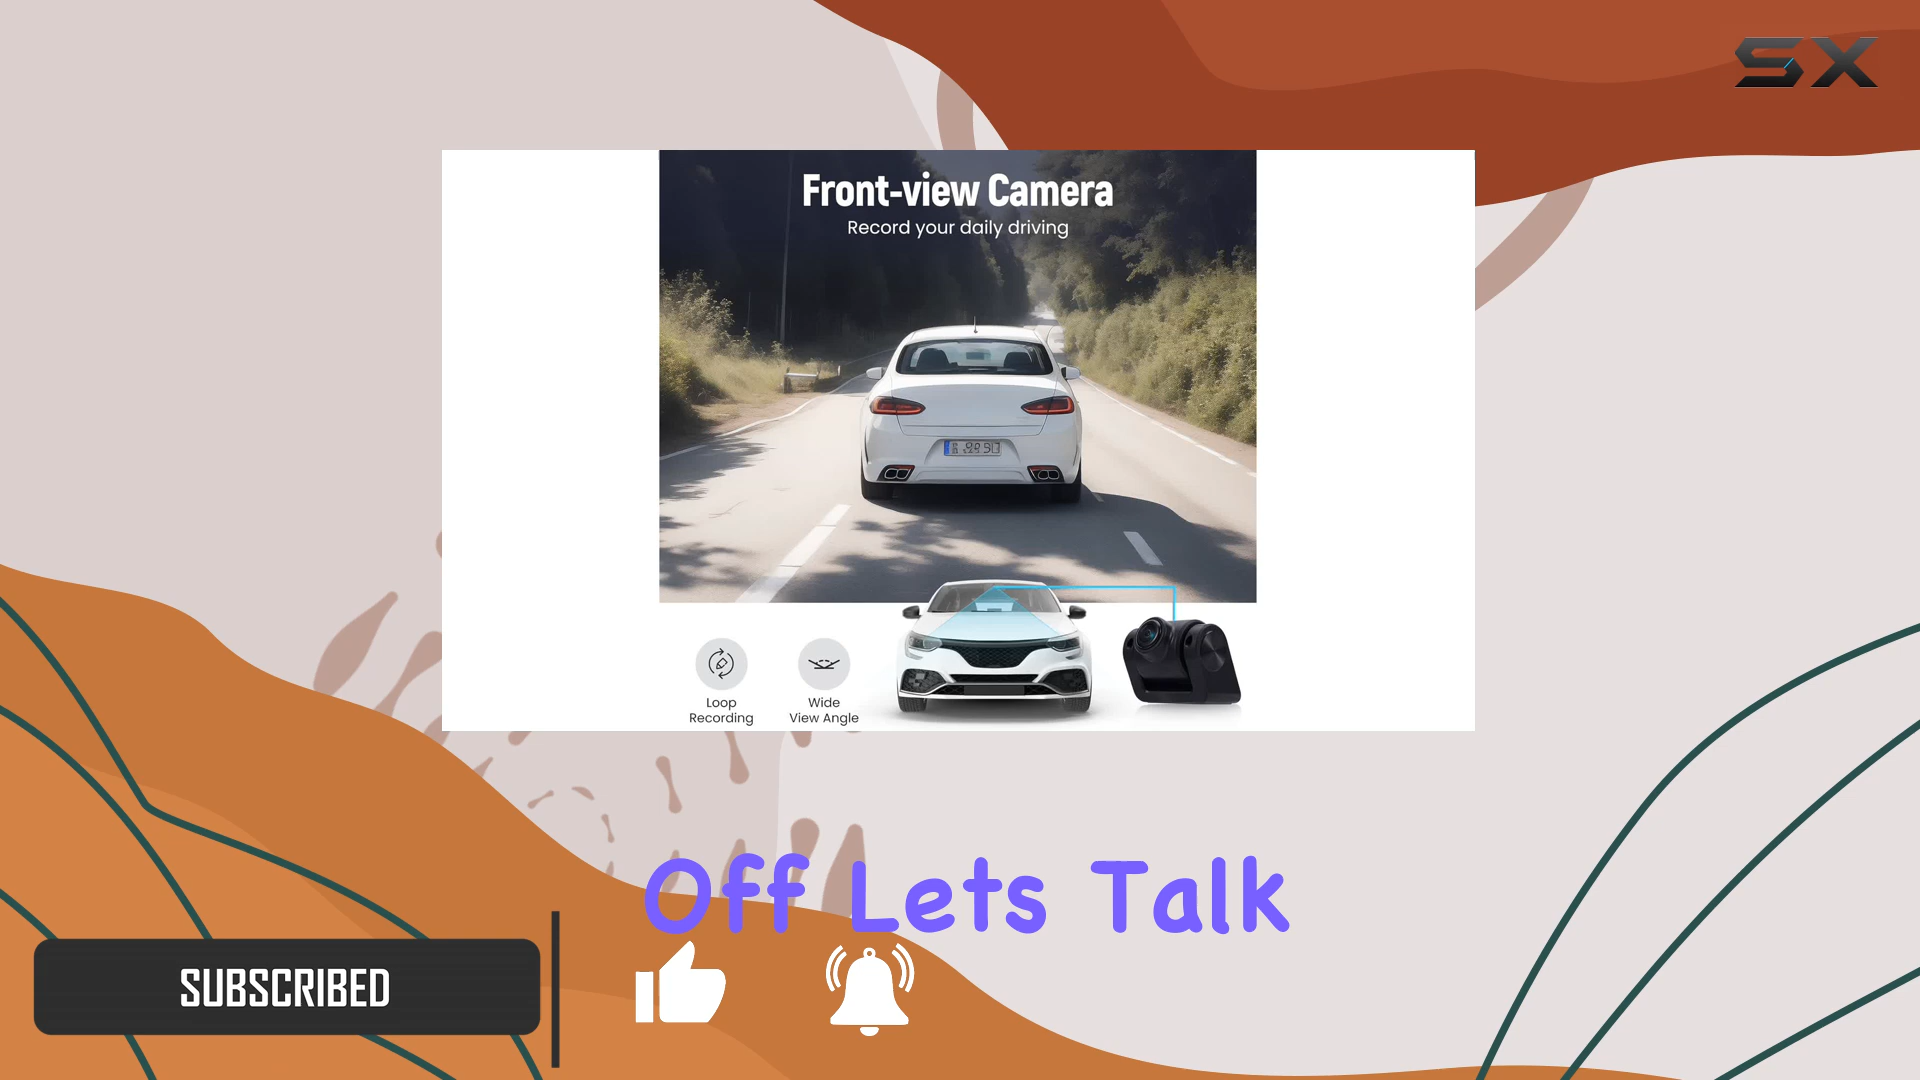 SX
Front-view Camera
Record your daily driving
Loop
Recording
Wide
View Angle
Off Lets Talk
SUBSCRIBED